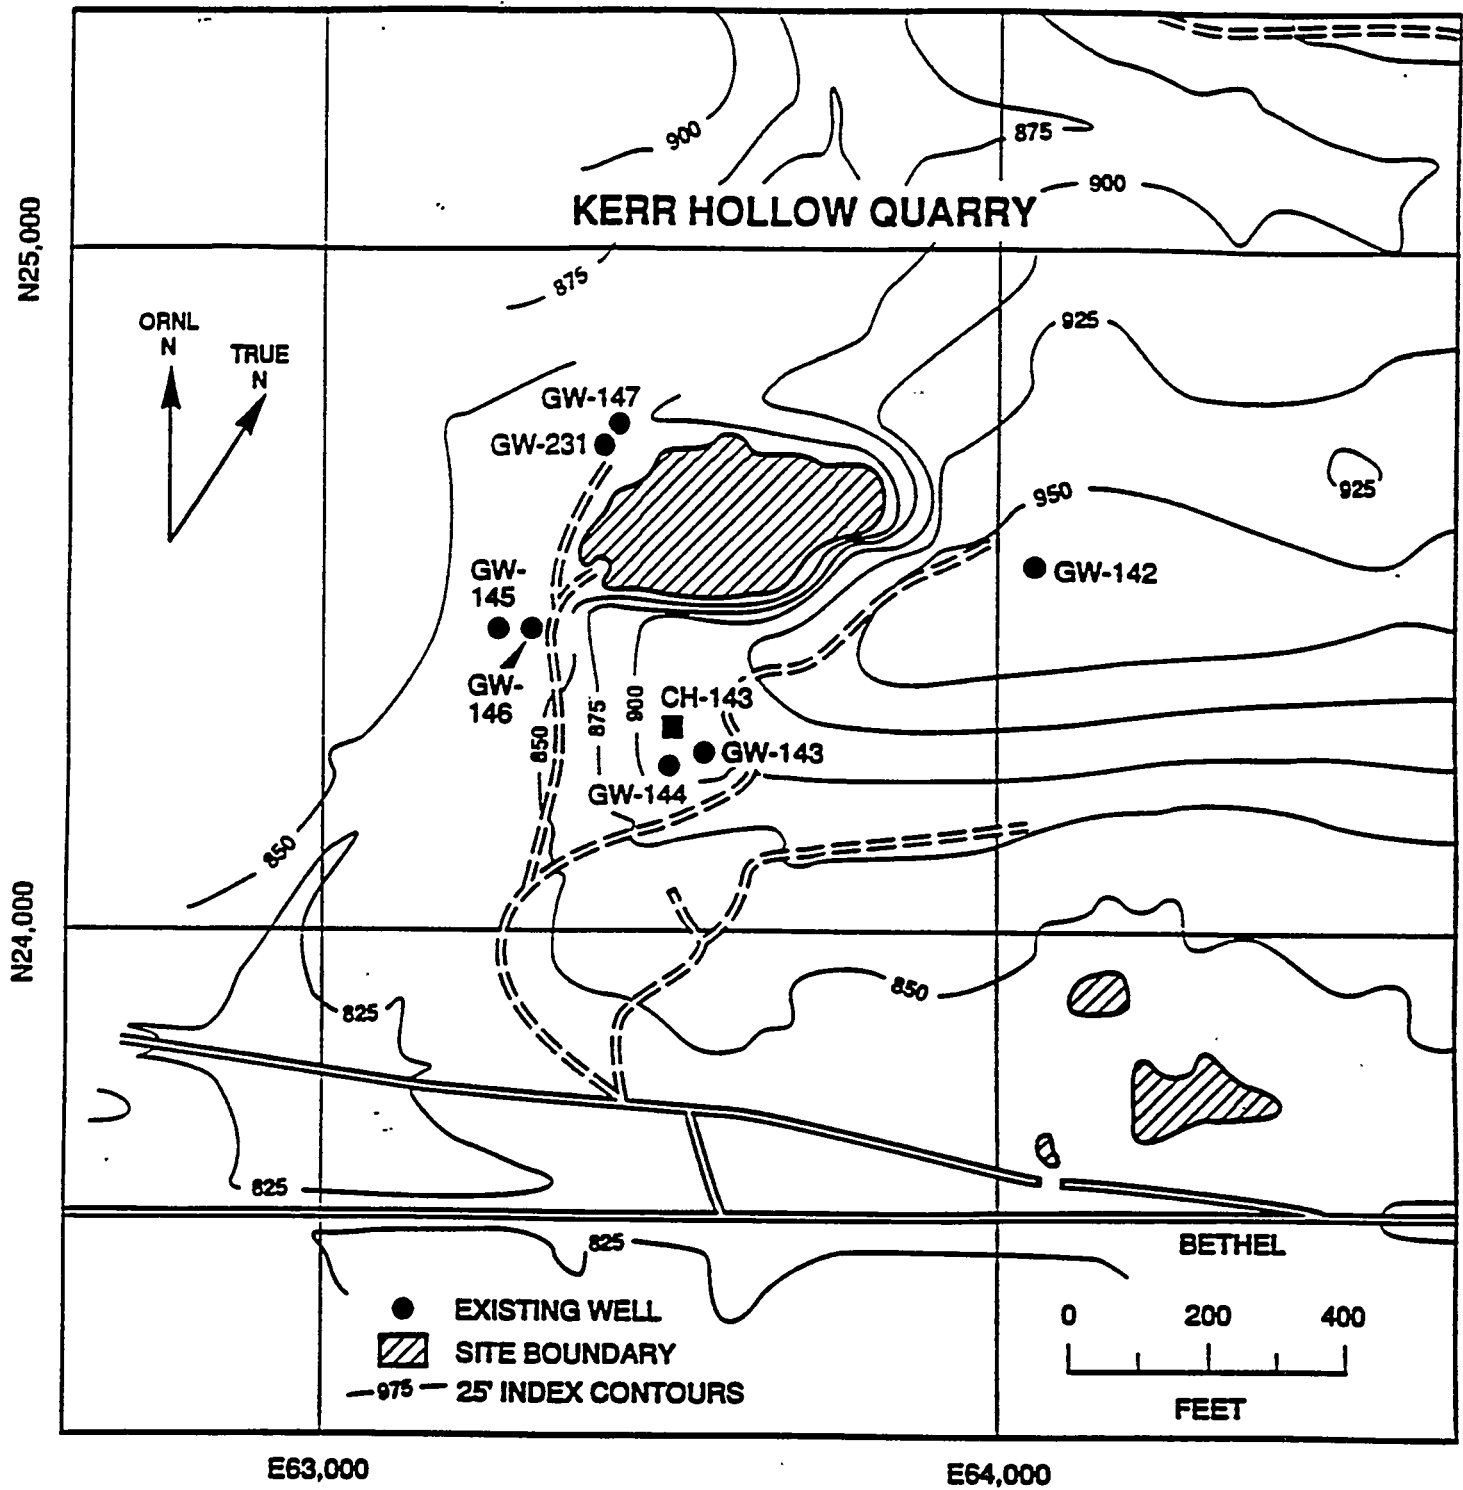 900
875
900
KERR HOLLOW QUARRY
N25,000
875
925
ORNL
N
TRUE
N
GW-147
GW-231
925
950
GW-142
GW-
145
GW-
146
CH-143
900
875
850
GW-143
GW-144
850
N24,000
850
825
825
825
BETHEL
EXISTING WELL
SITE BOUNDARY
975
25' INDEX CONTOURS
0 200 400
FEET
E63,000
E64,000